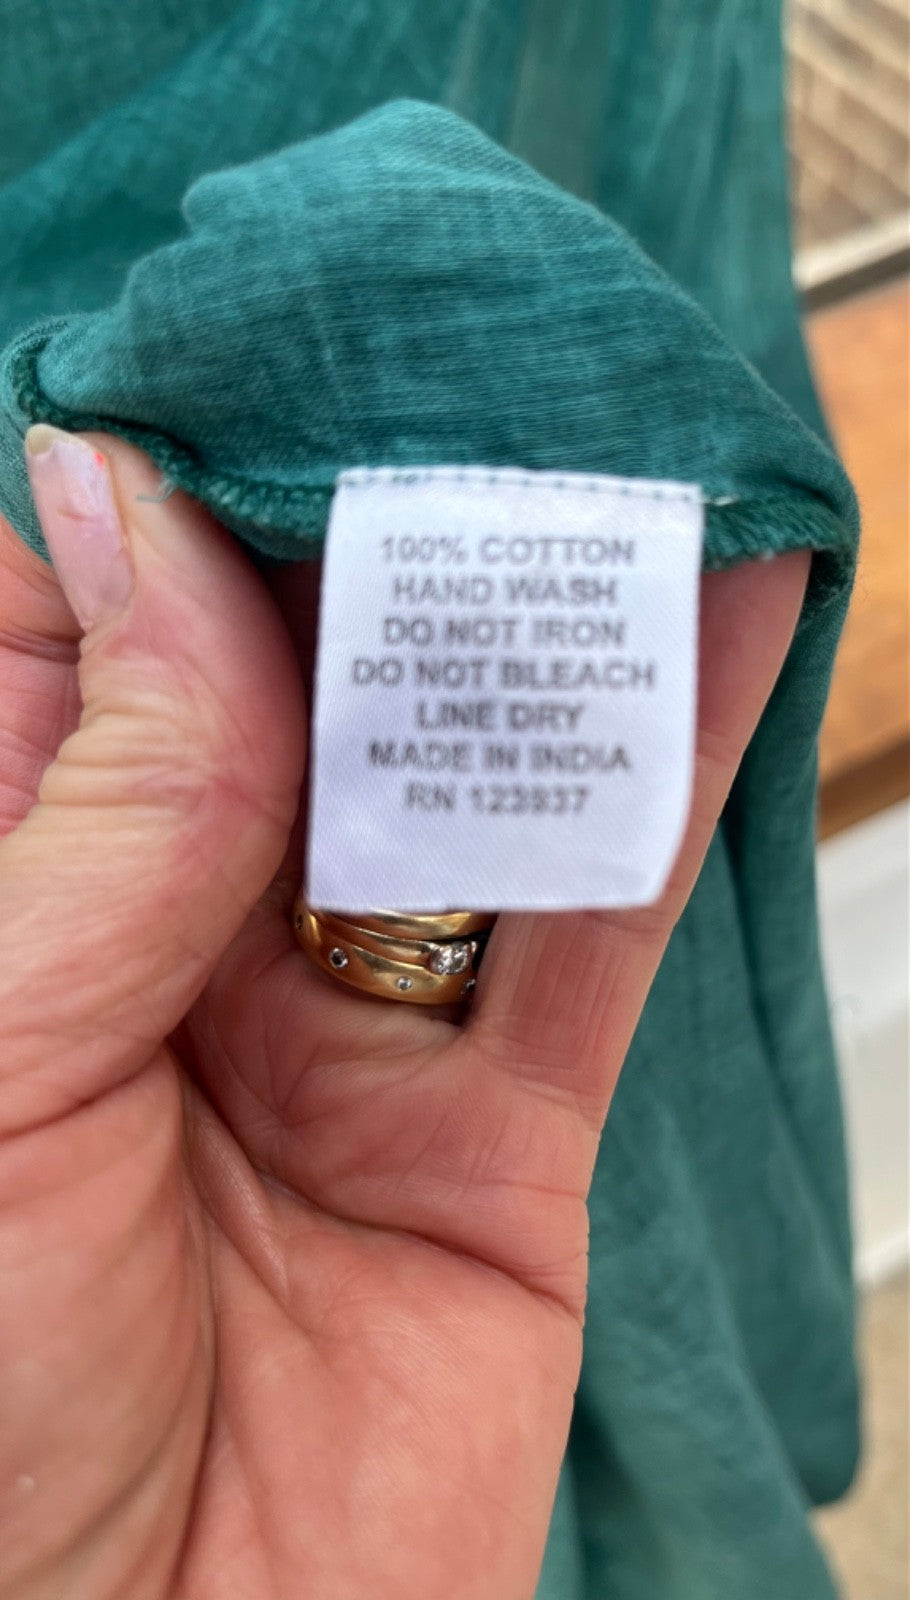 100% COTTON
HAND WASH
DO NOT IRON
DO NOT BLEACH
LINE DRY
MADE IN INDIA
RN 123937